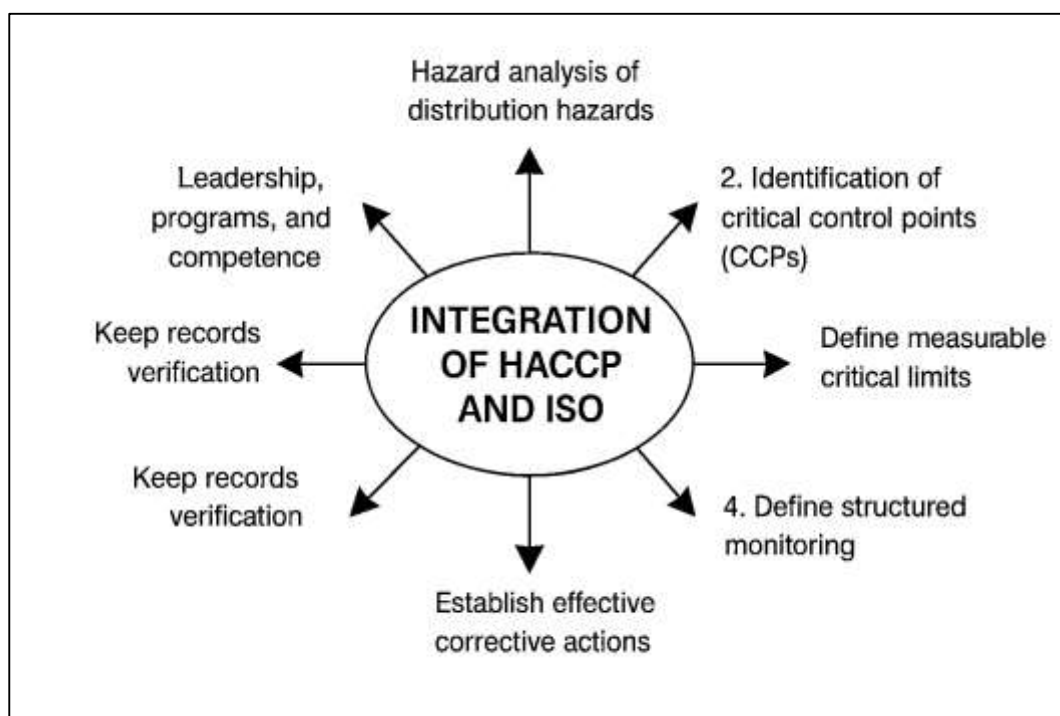 Hazard analysis of
distribution hazards
Leadership,
programs, and
competence
2. Identification of
critical control points
(CCPs)
Keep records
verification
INTEGRATION
OF HACCP
AND ISO
Define measurable
critical limits
Keep records
verification
4. Define structured
monitoring
Establish effective
corrective actions